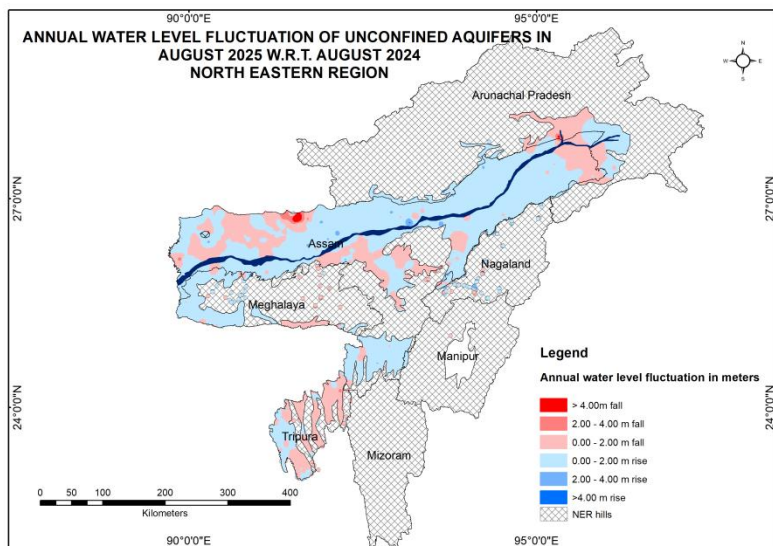 90°0'0"E
95°0'0"E
ANNUAL WATER LEVEL FLUCTUATION OF UNCONFINED AQUIFERS IN
AUGUST 2025 W.R.T. AUGUST 2024
NORTH EASTERN REGION
N
W
E
S
Arunachal Pradesh
27°0'0"N
27°0'0"N
Assam
Nagaland
Meghalaya
Manipur
Legend
Annual water level fluctuation in meters
> 4.00m fall
2.00 - 4.00 m fall
0.00 - 2.00 m fall
0.00 - 2.00 m rise
2.00 - 4.00 m rise
>4.00 m rise
NER hills
24°0'0"N
24°0'0"N
Tripura
Mizoram
0 50 100 200 300 400
Kilometers
90°0'0"E
95°0'0"E